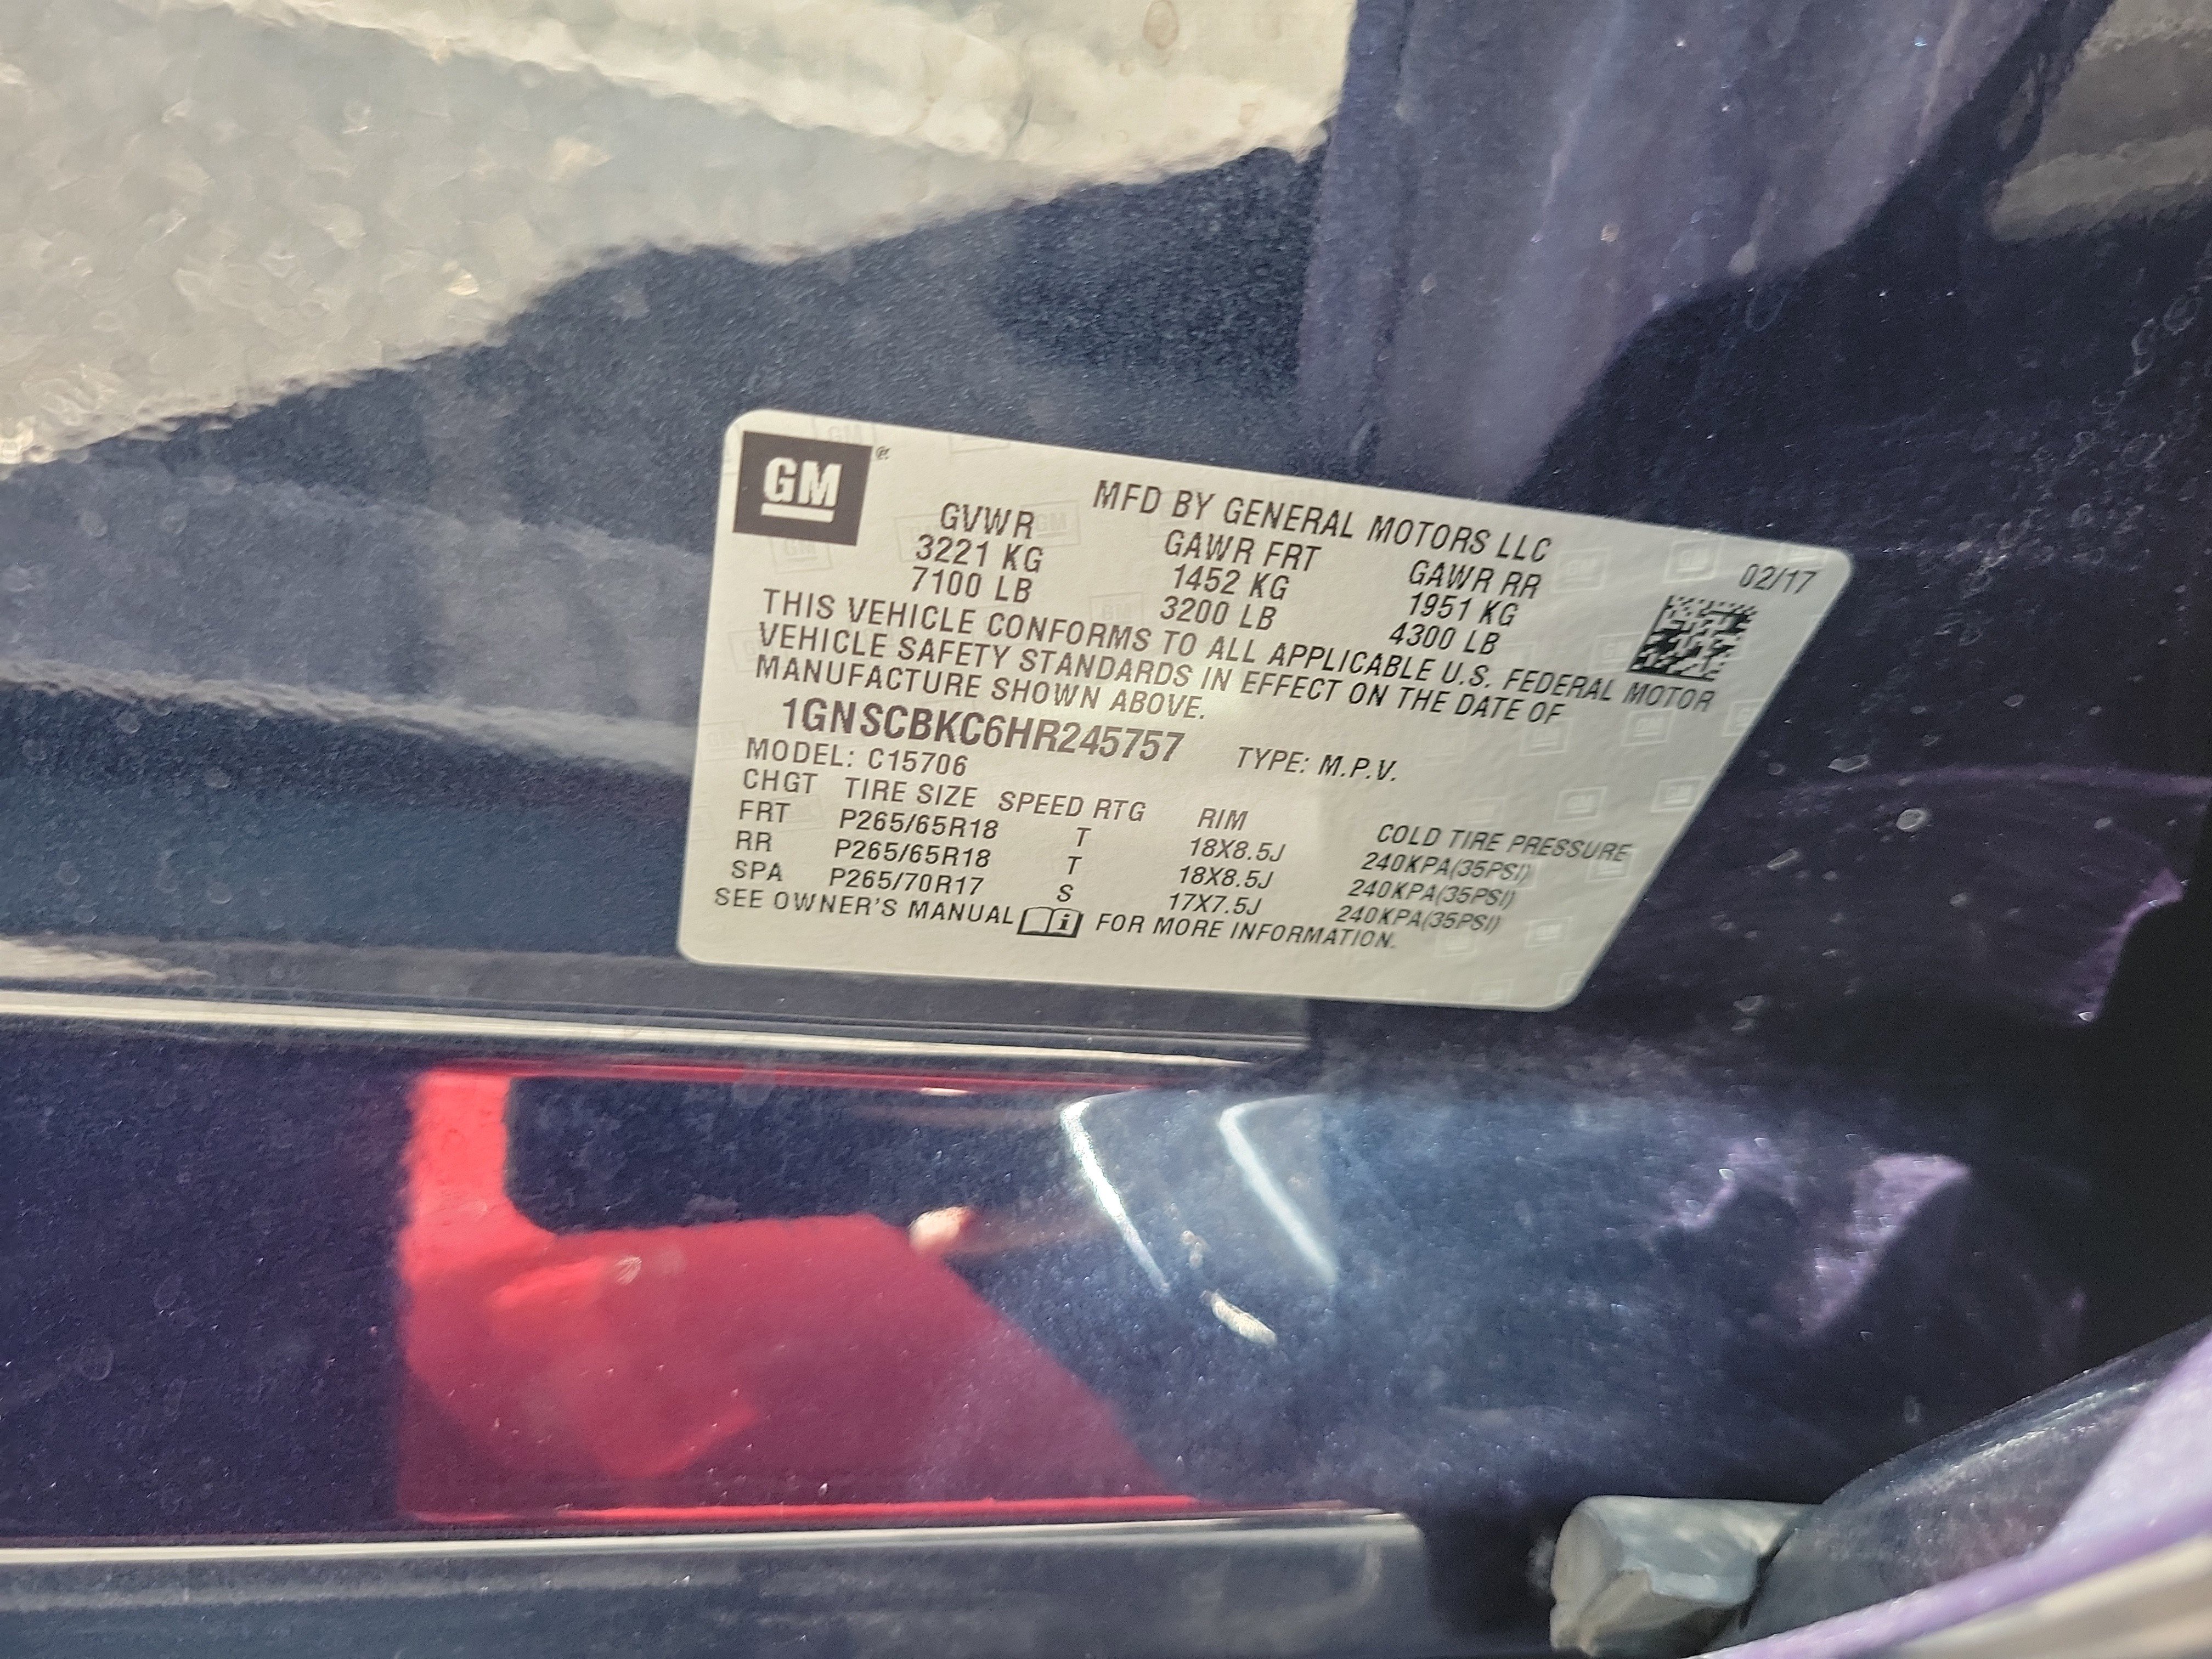 GM ®
MFD BY GENERAL MOTORS LLC
02/17
GVWR GAWR FRT GAWR RR
3221 KG 1452 KG 1951 KG
7100 LB 3200 LB 4300 LB
THIS VEHICLE CONFORMS TO ALL APPLICABLE U.S. FEDERAL MOTOR
VEHICLE SAFETY STANDARDS IN EFFECT ON THE DATE OF
MANUFACTURE SHOWN ABOVE.
1GNSCBKC6HR245757 TYPE: M.P.V.
MODEL: C15706
CHGT TIRE SIZE SPEED RTG RIM COLD TIRE PRESSURE
FRT P265/65R18 T 18X8.5J 240KPA(35PSI)
RR P265/65R18 T 18X8.5J 240KPA(35PSI)
SPA P265/70R17 S 17X7.5J 240KPA(35PSI)
SEE OWNER'S MANUAL i FOR MORE INFORMATION.